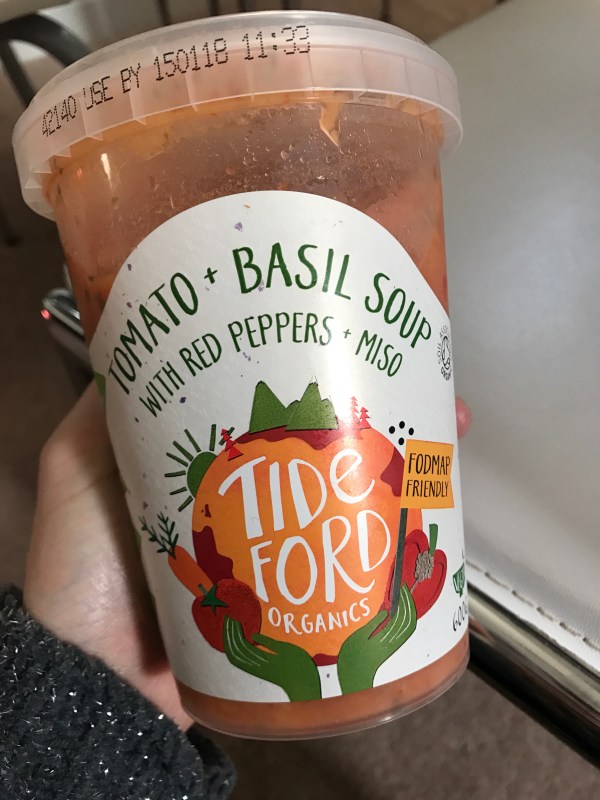 42140 USE BY 150118 11:33
TOMATO + BASIL SOUP
WITH RED PEPPERS + MISO
TIDE
FORD
ORGANICS
FODMAP
FRIENDLY